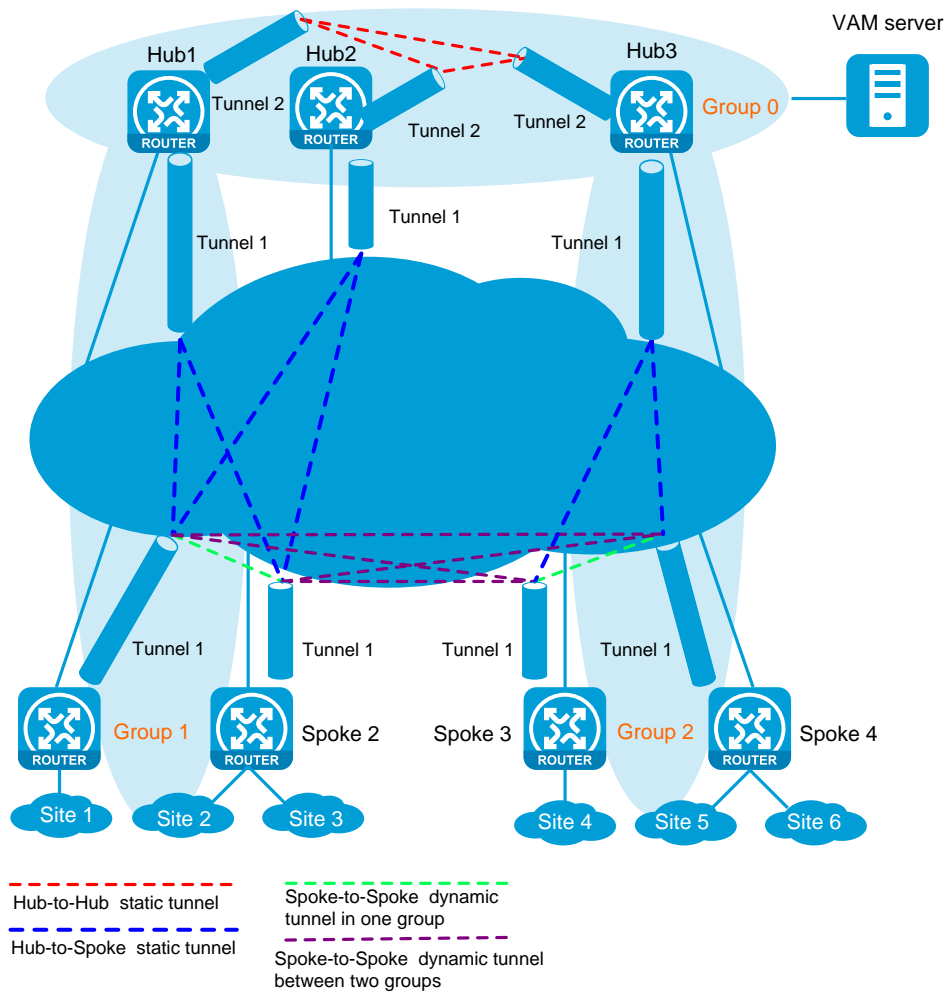 VAM server
Hub1
Hub2
Hub3
Tunnel 2
Tunnel 2
Tunnel 2
Group 0
ROUTER
ROUTER
ROUTER
Tunnel 1
Tunnel 1
Tunnel 1
Tunnel 1
Tunnel 1
Tunnel 1
Tunnel 1
Group 1
Spoke 2
Spoke 3
Group 2
Spoke 4
ROUTER
ROUTER
ROUTER
ROUTER
Site 1
Site 2
Site 3
Site 4
Site 5
Site 6
Hub-to-Hub static tunnel
Hub-to-Spoke static tunnel
Spoke-to-Spoke dynamic
tunnel in one group
Spoke-to-Spoke dynamic tunnel
between two groups